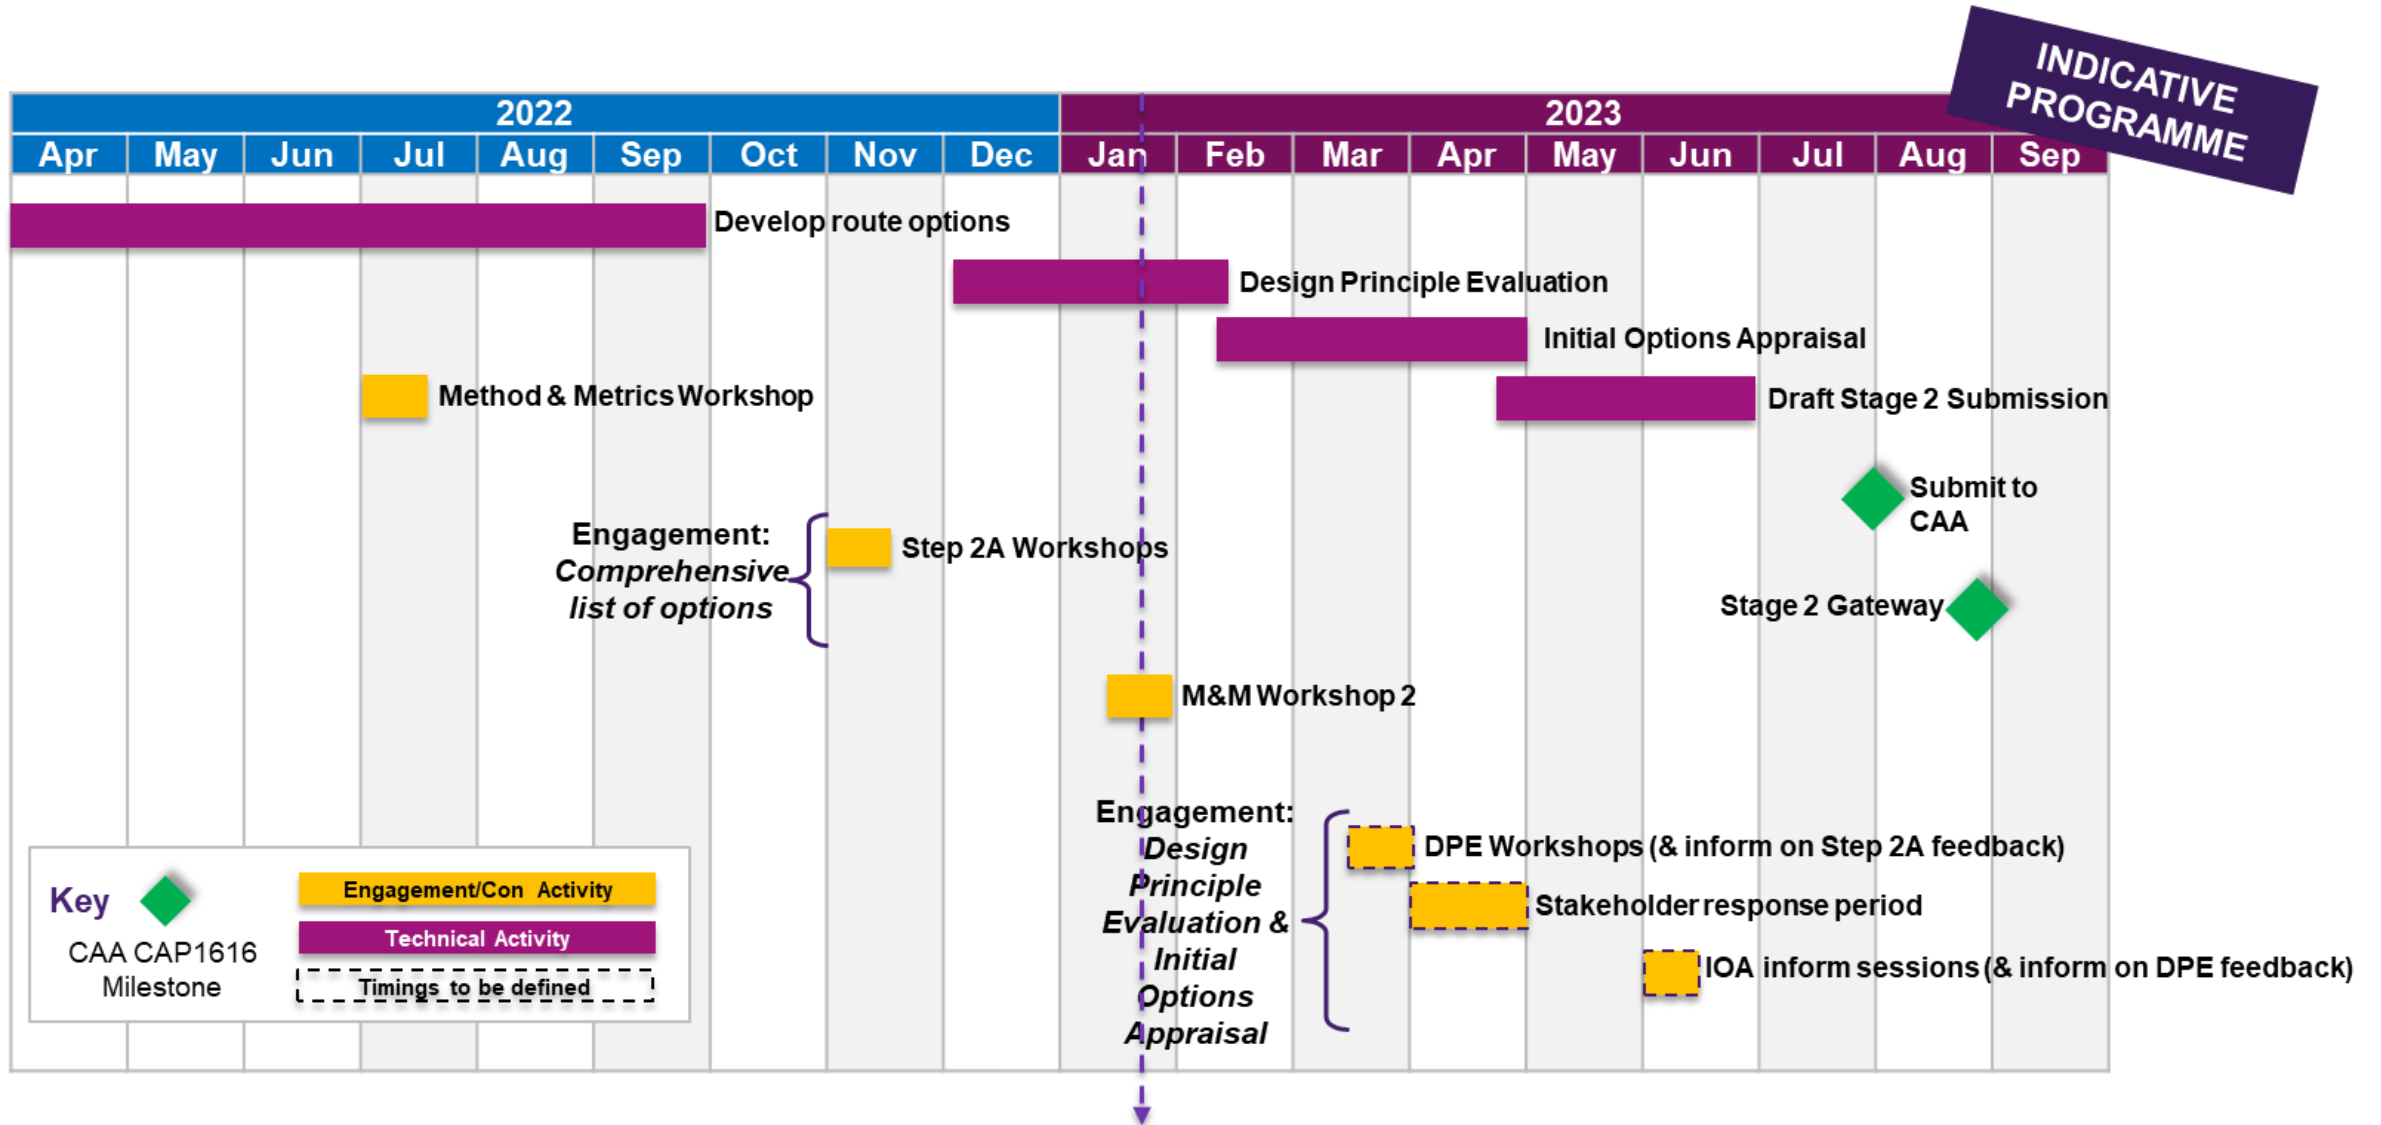 INDICATIVE
PROGRAMME
2022 2023
Apr May Jun Jul Aug Sep Oct Nov Dec Jan Feb Mar Apr May Jun Jul Aug Sep
Develop route options
Design Principle Evaluation
Initial Options Appraisal
Method & Metrics Workshop
Draft Stage 2 Submission
Submit to
CAA
Engagement:
Comprehensive
list of options
Step 2A Workshops
Stage 2 Gateway
M&M Workshop 2
Engagement:
Design
Principle
Evaluation &
Initial
Options
Appraisal
DPE Workshops (& inform on Step 2A feedback)
Stakeholder response period
IOA inform sessions (& inform on DPE feedback)
Key
CAA CAP1616
Milestone
Engagement/Con Activity
Technical Activity
Timings to be defined